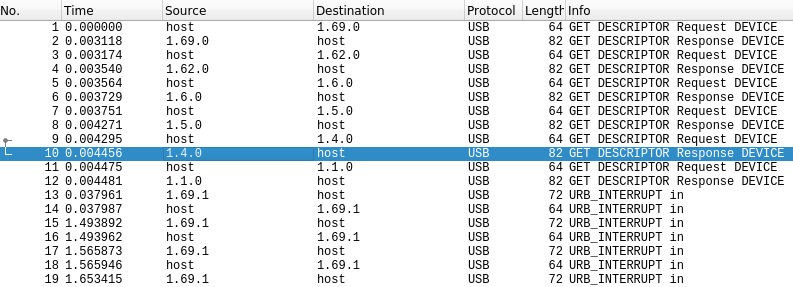 No. Time Source Destination Protocol Length Info
1 0.000000 host 1.69.0 USB 64 GET DESCRIPTOR Request DEVICE
2 0.003118 1.69.0 host USB 82 GET DESCRIPTOR Response DEVICE
3 0.003174 host 1.62.0 USB 64 GET DESCRIPTOR Request DEVICE
4 0.003540 1.62.0 host USB 82 GET DESCRIPTOR Response DEVICE
5 0.003564 host 1.6.0 USB 64 GET DESCRIPTOR Request DEVICE
6 0.003729 1.6.0 host USB 82 GET DESCRIPTOR Response DEVICE
7 0.003751 host 1.5.0 USB 64 GET DESCRIPTOR Request DEVICE
8 0.004271 1.5.0 host USB 82 GET DESCRIPTOR Response DEVICE
9 0.004295 host 1.4.0 USB 64 GET DESCRIPTOR Request DEVICE
10 0.004456 1.4.0 host USB 82 GET DESCRIPTOR Response DEVICE
11 0.004475 host 1.1.0 USB 64 GET DESCRIPTOR Request DEVICE
12 0.004481 1.1.0 host USB 82 GET DESCRIPTOR Response DEVICE
13 0.037961 1.69.1 host USB 72 URB_INTERRUPT in
14 0.037987 host 1.69.1 USB 64 URB_INTERRUPT in
15 1.493892 1.69.1 host USB 72 URB_INTERRUPT in
16 1.493962 host 1.69.1 USB 64 URB_INTERRUPT in
17 1.565873 1.69.1 host USB 72 URB_INTERRUPT in
18 1.565946 host 1.69.1 USB 64 URB_INTERRUPT in
19 1.653415 1.69.1 host USB 72 URB_INTERRUPT in